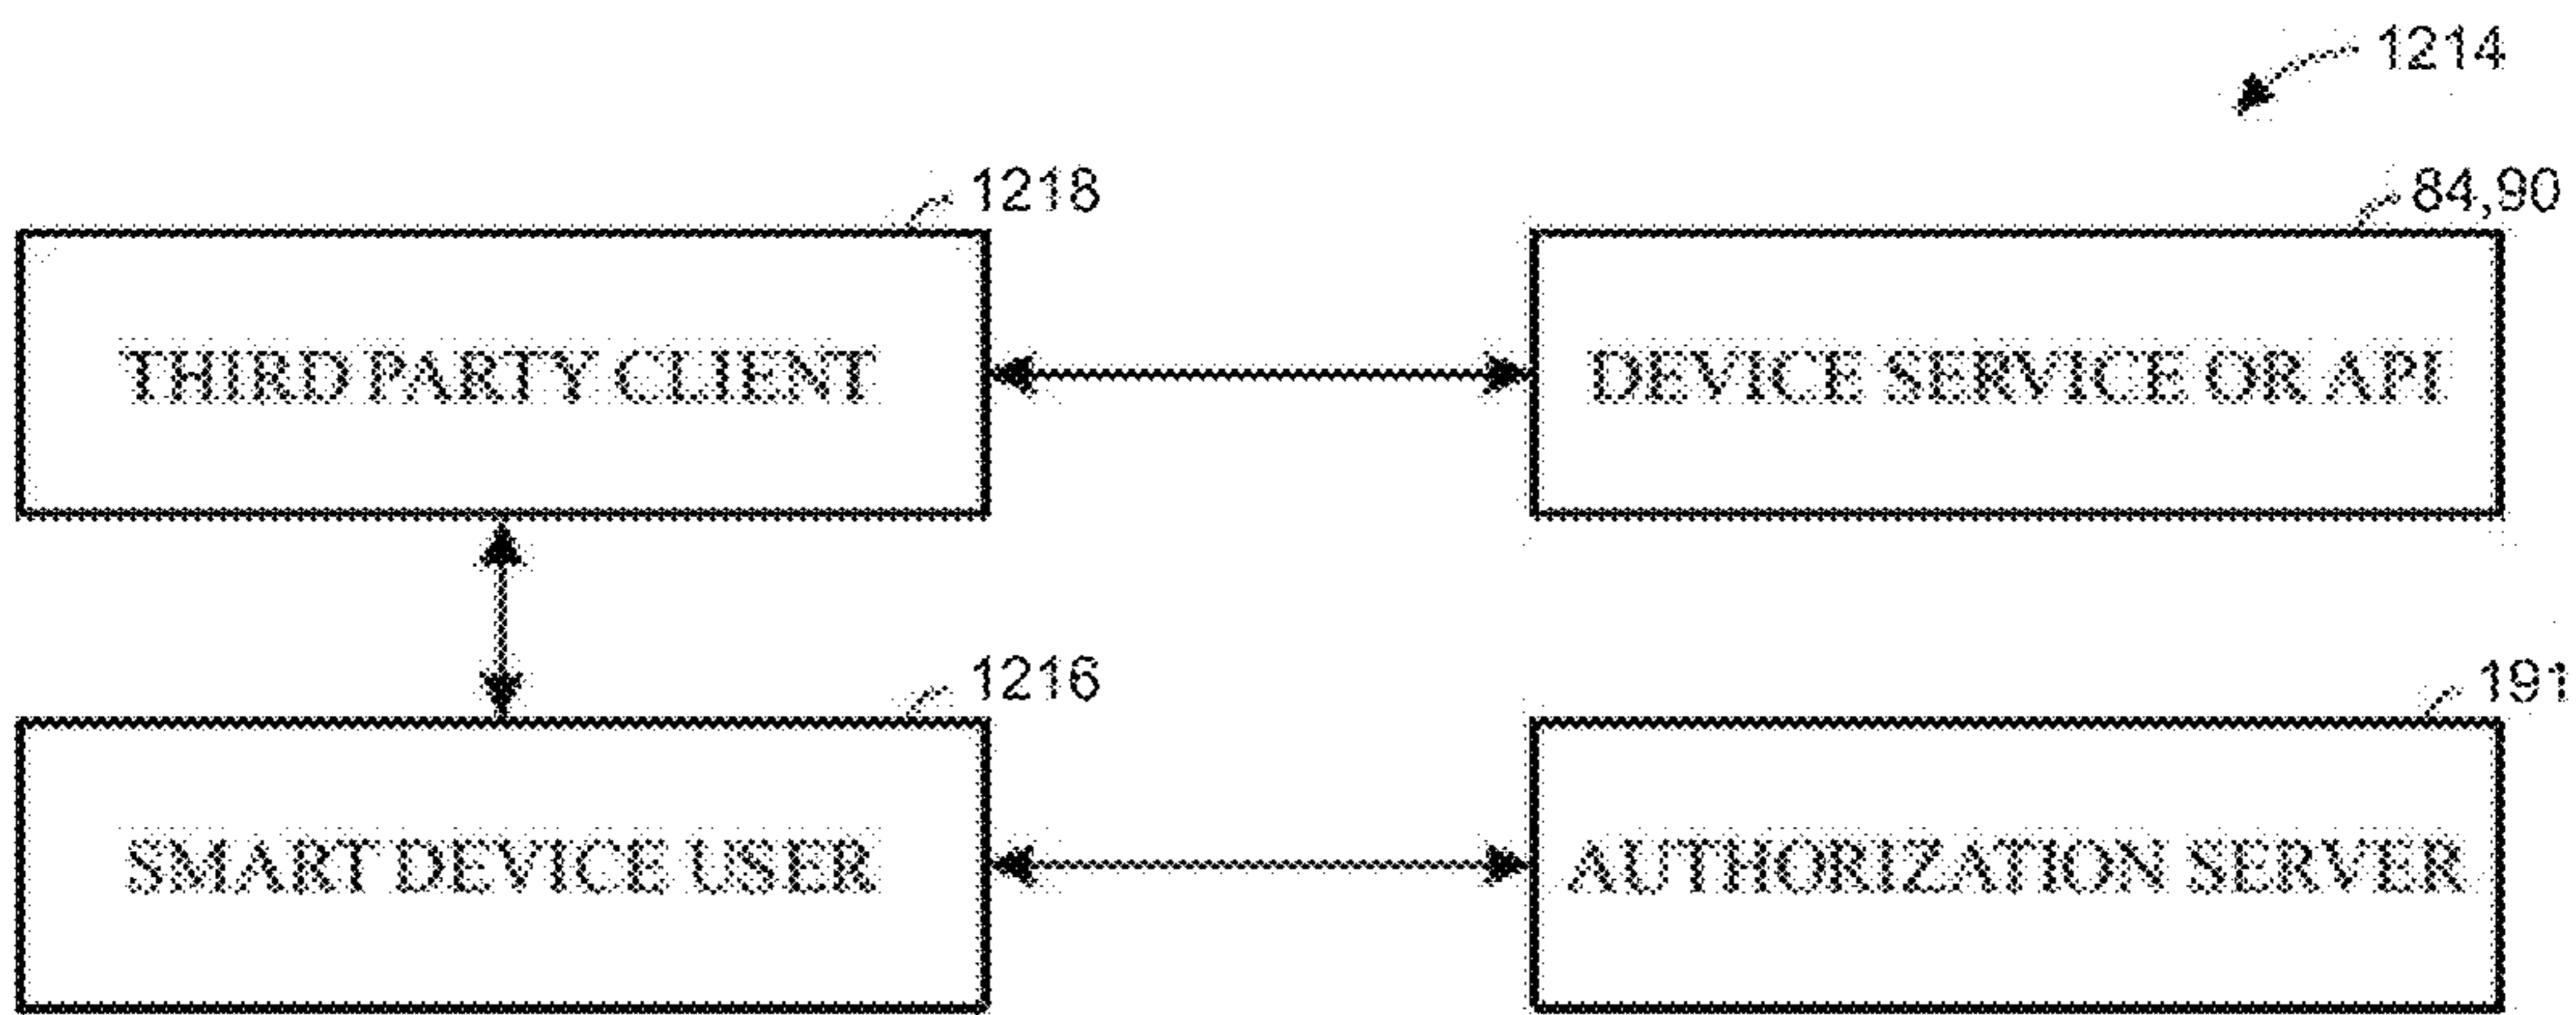 1214
1218
84,90
THIRD PARTY CLIENT
DEVICE SERVICE OR API
1216
191
SMART DEVICE USER
AUTHORIZATION SERVER